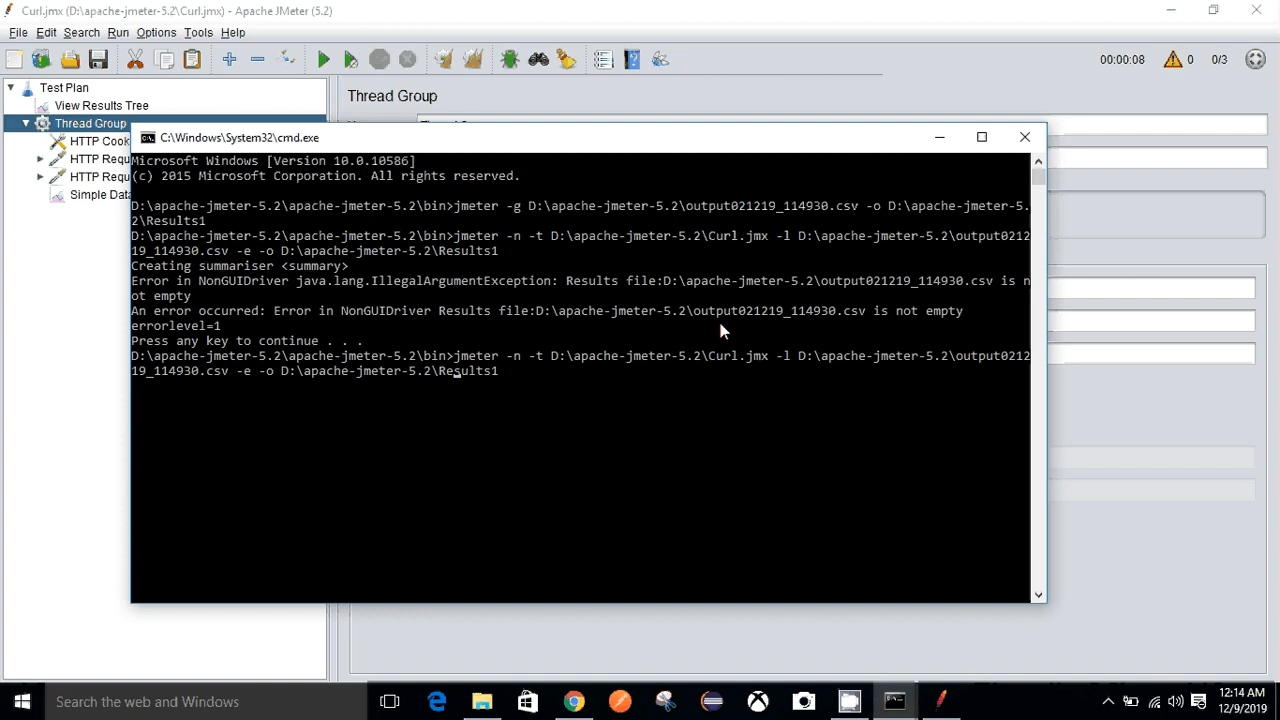 Curl.jmx (D:\apache-jmeter-5.2\Curl.jmx) - Apache JMeter (5.2)
File Edit Search Run Options Tools Help
00:00:08 0 0/3
Test Plan
View Results Tree
Thread Group
HTTP Cook
HTTP Requ
HTTP Requ
Simple Data
Thread Group
C:\Windows\System32\cmd.exe
Microsoft Windows [Version 10.0.10586]
(c) 2015 Microsoft Corporation. All rights reserved.
D:\apache-jmeter-5.2\apache-jmeter-5.2\bin>jmeter -g D:\apache-jmeter-5.2\output021219_114930.csv -o D:\apache-jmeter-5.
2\Results1
D:\apache-jmeter-5.2\apache-jmeter-5.2\bin>jmeter -n -t D:\apache-jmeter-5.2\Curl.jmx -l D:\apache-jmeter-5.2\output0212
19_114930.csv -e -o D:\apache-jmeter-5.2\Results1
Creating summariser <summary>
Error in NonGUIDriver java.lang.IllegalArgumentException: Results file:D:\apache-jmeter-5.2\output021219_114930.csv is n
ot empty
An error occurred: Error in NonGUIDriver Results file:D:\apache-jmeter-5.2\output021219_114930.csv is not empty
errorlevel=1
Press any key to continue . . .
D:\apache-jmeter-5.2\apache-jmeter-5.2\bin>jmeter -n -t D:\apache-jmeter-5.2\Curl.jmx -l D:\apache-jmeter-5.2\output0212
19_114930.csv -e -o D:\apache-jmeter-5.2\Results1
Search the web and Windows
12:14 AM
12/9/2019